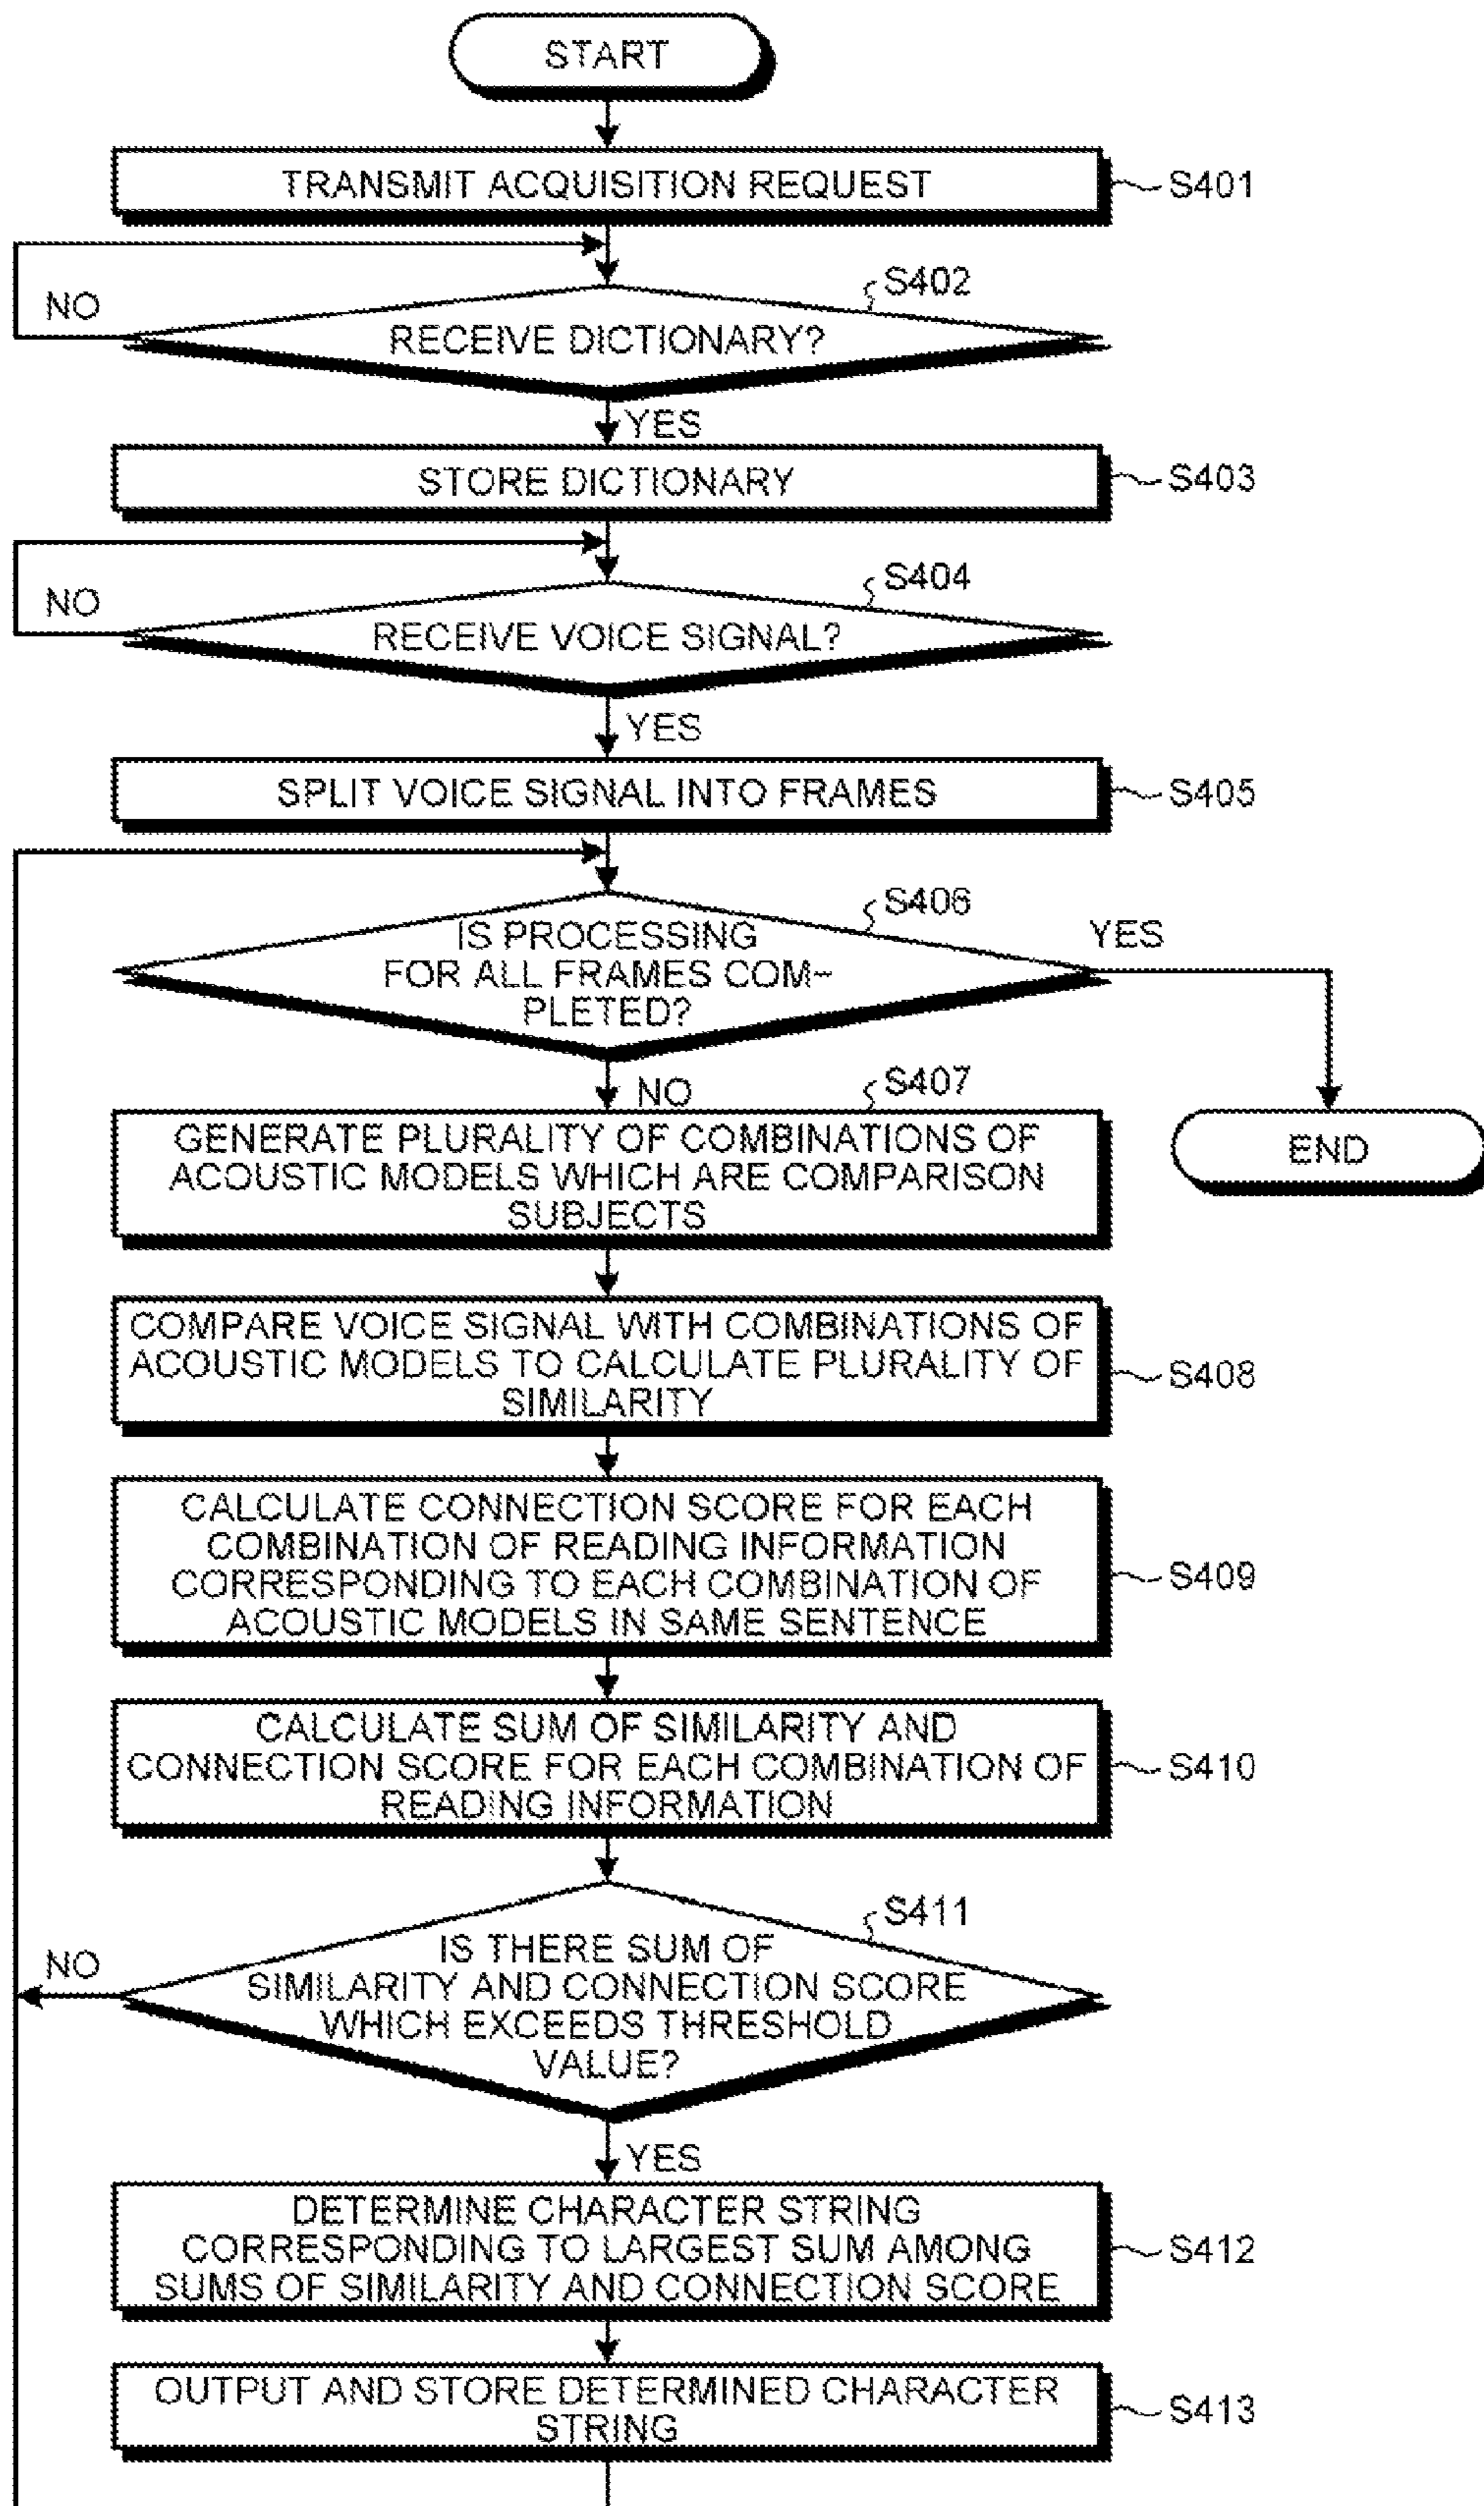 START
TRANSMIT ACQUISITION REQUEST
S401
S402
NO
RECEIVE DICTIONARY?
YES
STORE DICTIONARY
S403
S404
NO
RECEIVE VOICE SIGNAL?
YES
SPLIT VOICE SIGNAL INTO FRAMES
S405
S406
IS PROCESSING
FOR ALL FRAMES COM-
PLETED?
YES
NO
S407
GENERATE PLURALITY OF COMBINATIONS OF
ACOUSTIC MODELS WHICH ARE COMPARISON
SUBJECTS
END
COMPARE VOICE SIGNAL WITH COMBINATIONS OF
ACOUSTIC MODELS TO CALCULATE PLURALITY OF
SIMILARITY
S408
CALCULATE CONNECTION SCORE FOR EACH
COMBINATION OF READING INFORMATION
CORRESPONDING TO EACH COMBINATION OF
ACOUSTIC MODELS IN SAME SENTENCE
S409
CALCULATE SUM OF SIMILARITY AND
CONNECTION SCORE FOR EACH COMBINATION OF
READING INFORMATION
S410
S411
NO
IS THERE SUM OF
SIMILARITY AND CONNECTION SCORE
WHICH EXCEEDS THRESHOLD
VALUE?
YES
DETERMINE CHARACTER STRING
CORRESPONDING TO LARGEST SUM AMONG
SUMS OF SIMILARITY AND CONNECTION SCORE
S412
OUTPUT AND STORE DETERMINED CHARACTER
STRING
S413